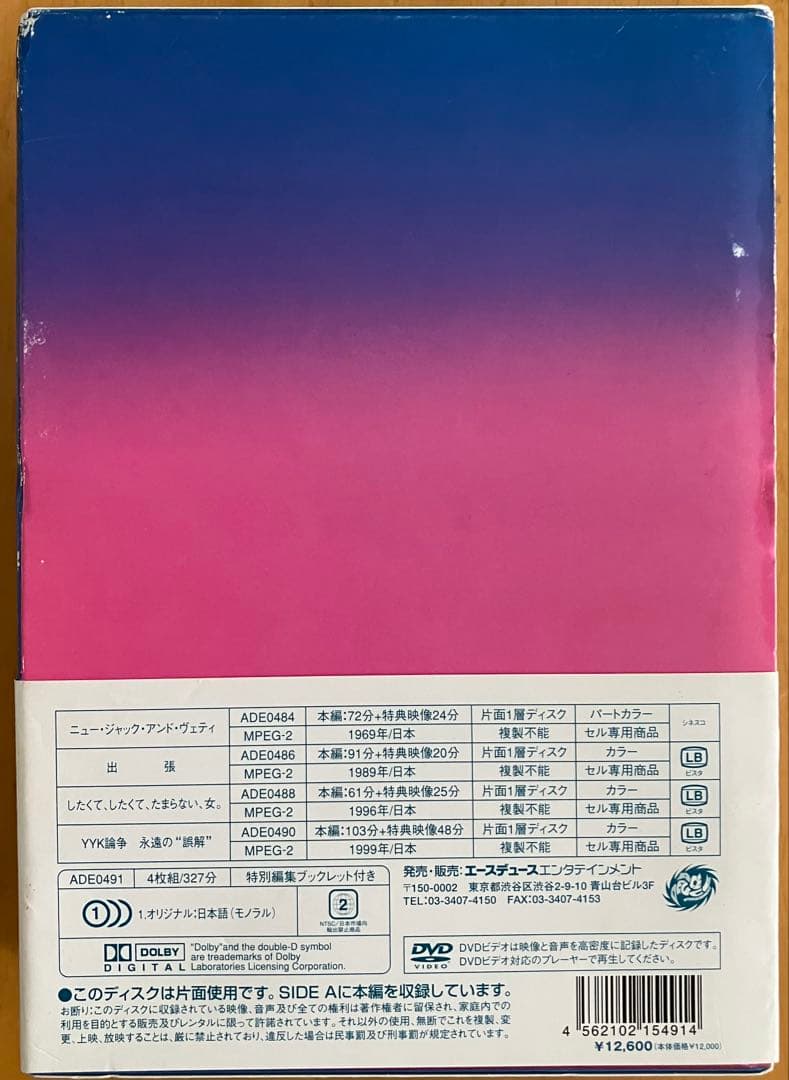 ニュー・ジャック・アンド・ヴェティ ADE0484 本編:72分+特典映像24分 片面1層ディスク パートカラー シネスコ
MPEG-2 1969年/日本 複製不能 セル専用商品
出 張 ADE0486 本編:91分+特典映像20分 片面1層ディスク カラー LB ビスタ
MPEG-2 1989年/日本 複製不能 セル専用商品
したくて、したくて、たまらない、女。 ADE0488 本編:61分+特典映像25分 片面1層ディスク カラー LB ビスタ
MPEG-2 1996年/日本 複製不能 セル専用商品
YYK論争 永遠の“誤解” ADE0490 本編:103分+特典映像48分 片面1層ディスク カラー LB ビスタ
MPEG-2 1999年/日本 複製不能 セル専用商品
ADE0491 4枚組/327分 特別編集ブックレット付き
1 1.オリジナル:日本語(モノラル)
2
NTSC/日本市場向
輸出禁止商品
DOLBY
DIGITAL
"Dolby"and the double-D symbol
are treademarks of Dolby
Laboratories Licensing Corporation.
発売・販売:エースデュースエンタテインメント
〒150-0002 東京都渋谷区渋谷2-9-10 青山台ビル3F
TEL:03-3407-4150 FAX:03-3407-4153
DVD
VIDEO
DVDビデオは映像と音声を高密度に記録したディスクです。
DVDビデオ対応のプレーヤーで再生してください。
●このディスクは片面使用です。SIDE Aに本編を収録しています。
お断り:このディスクに収録されている映像、音声及び全ての権利は著作権者に留保され、家庭内での
利用を目的とする販売及びレンタルに限って許諾されています。それ以外の使用、無断でこれを複製、変
更、上映、放映することは、厳に禁止されており、違反した場合は民事罰及び刑事罰が規定されています。
4 562102 154914
¥12,600(本体価格¥12,000)